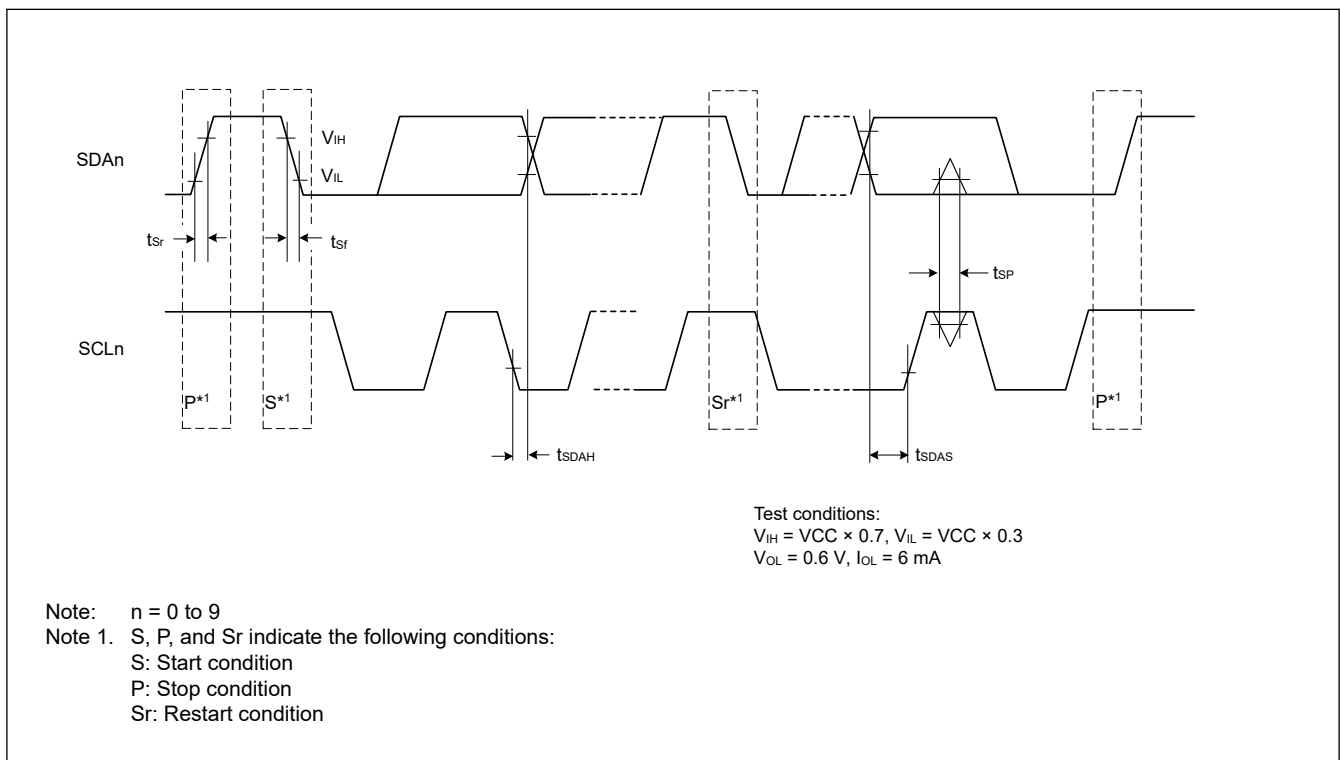 SDAn
VIH
VIL
tSr
tSf
tSP
SCLn
P*1
S*1
Sr*1
P*1
tSDAH
tSDAS
Test conditions:
VIH = VCC × 0.7, VIL = VCC × 0.3
VOL = 0.6 V, IOL = 6 mA
Note: n = 0 to 9
Note 1. S, P, and Sr indicate the following conditions:
S: Start condition
P: Stop condition
Sr: Restart condition